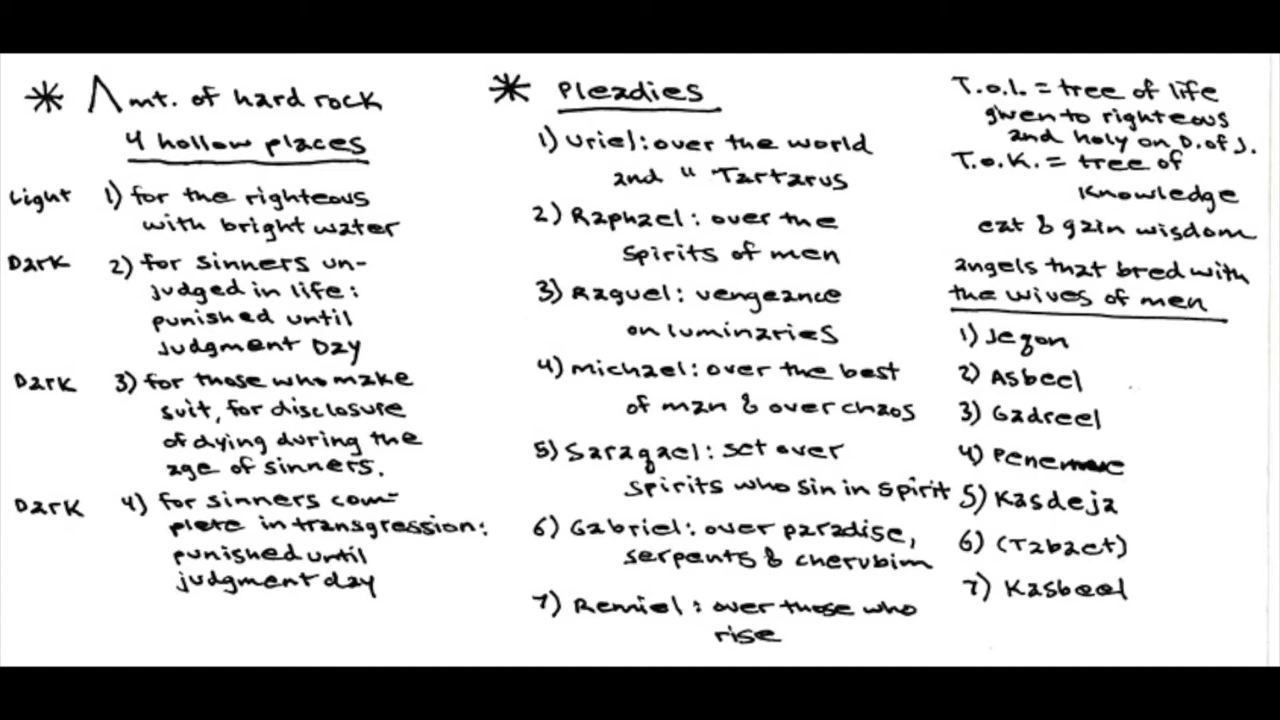 * Λ mt. of hard rock
4 hollow places
Light 1) for the righteous
with bright water
Dark 2) for sinners un-
judged in life:
punished until
judgment Day
Dark 3) for those who make
suit, for disclosure
of dying during the
age of sinners.
Dark 4) for sinners com-
plete in transgression:
punished until
judgment day
* Pleadies
1) Uriel: over the world
and " Tartarus
2) Raphael: over the
spirits of men
3) Raguel: vengeance
on luminaries
4) Michael: over the best
of man & over chaos
5) Saraqael: set over
spirits who sin in spirit
6) Gabriel: over paradise,
serpents & cherubim
7) Remiel: over those who
rise
T.o.L. = tree of life
given to righteous
and holy on D.of J.
T.o.K. = tree of
Knowledge
eat & gain wisdom
angels that bred with
the wives of men
1) Jeqon
2) Asbeel
3) Gadreel
4)
5) Kasdeja
6) (Tabaet)
7) Kasbeel